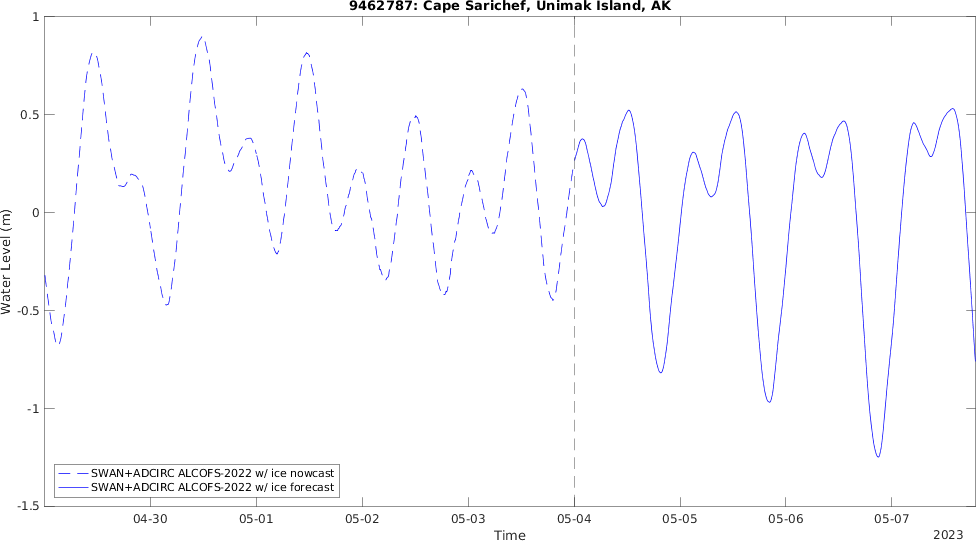 9462787: Cape Sarichef, Unimak Island, AK
1
0.5
0
-0.5
-1
-1.5
Water Level (m)
SWAN+ADCIRC ALCOFS-2022 w/ ice nowcast
SWAN+ADCIRC ALCOFS-2022 w/ ice forecast
04-30 05-01 05-02 05-03 05-04 05-05 05-06 05-07
Time
2023